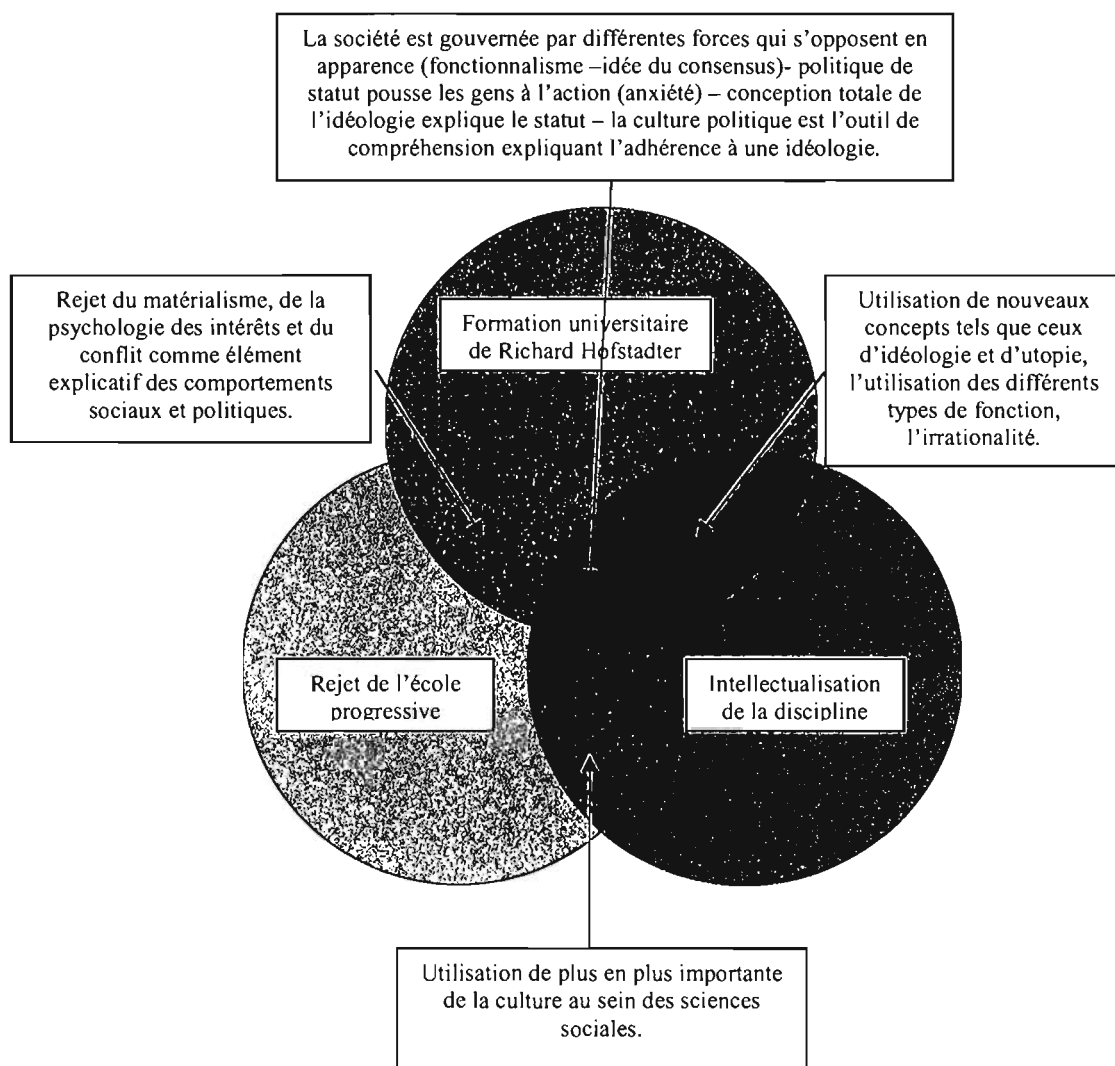 La société est gouvernée par différentes forces qui s'opposent en
apparence (fonctionnalisme –idée du consensus)- politique de
statut pousse les gens à l'action (anxiété) – conception totale de
l'idéologie explique le statut – la culture politique est l'outil de
compréhension expliquant l'adhérence à une idéologie.
Rejet du matérialisme, de la
psychologie des intérêts et du
conflit comme élément
explicatif des comportements
sociaux et politiques.
Formation universitaire
de Richard Hofstadter
Utilisation de nouveaux
concepts tels que ceux
d'idéologie et d'utopie,
l'utilisation des différents
types de fonction,
l'irrationalité.
Rejet de l'école
progressive
Intellectualisation
de la discipline
Utilisation de plus en plus importante
de la culture au sein des sciences
sociales.